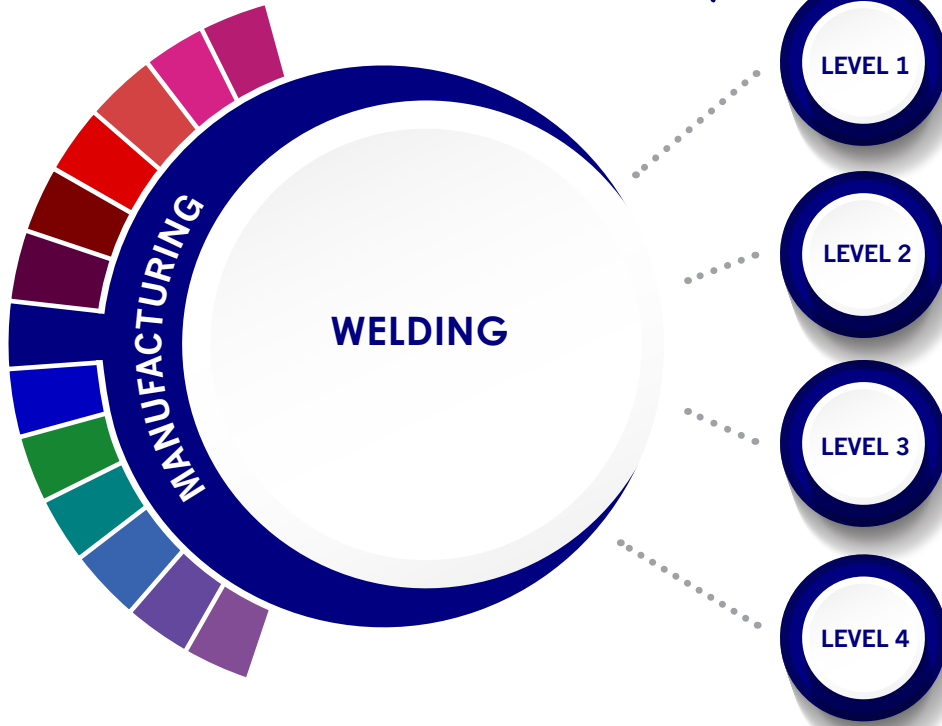 MANUFACTURING
WELDING
LEVEL 1
LEVEL 2
LEVEL 3
LEVEL 4